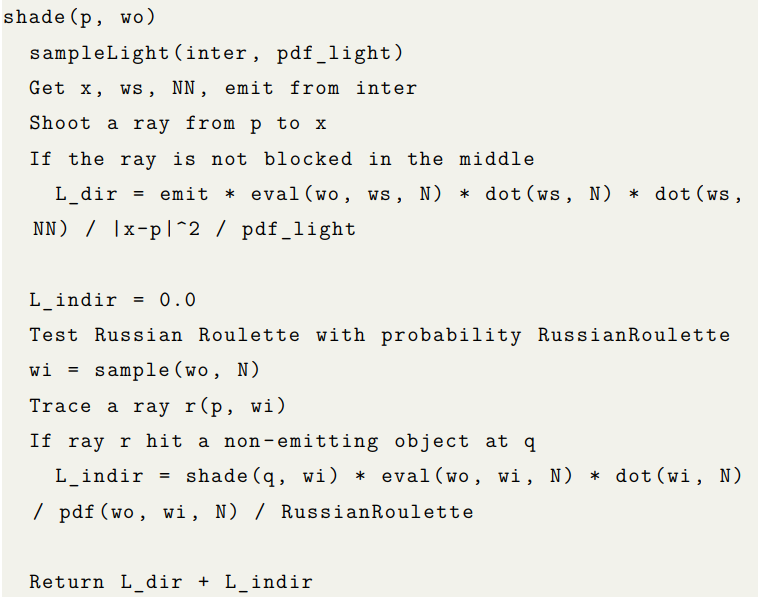 shade(p, wo)
sampleLight(inter, pdf_light)
Get x, ws, NN, emit from inter
Shoot a ray from p to x
If the ray is not blocked in the middle
L_dir = emit * eval(wo, ws, N) * dot(ws, N) * dot(ws,
NN) / |x-p|^2 / pdf_light
L_indir = 0.0
Test Russian Roulette with probability RussianRoulette
wi = sample(wo, N)
Trace a ray r(p, wi)
If ray r hit a non-emitting object at q
L_indir = shade(q, wi) * eval(wo, wi, N) * dot(wi, N)
/ pdf(wo, wi, N) / RussianRoulette
Return L_dir + L_indir